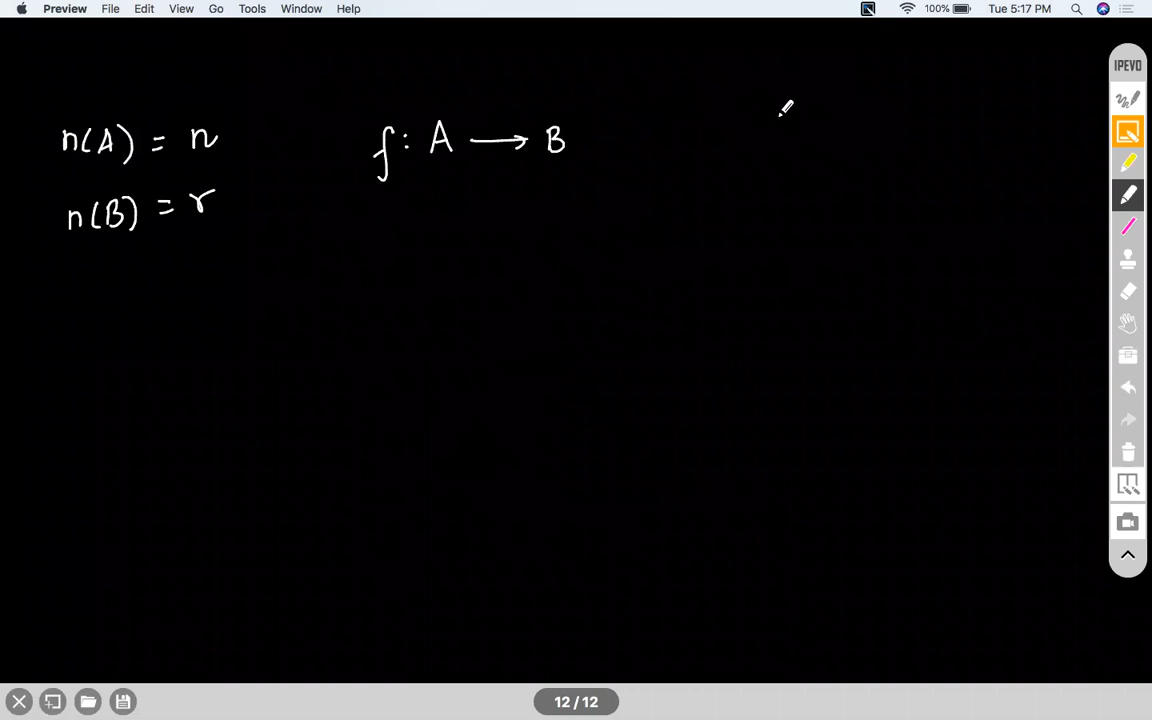 Preview File Edit View Go Tools Window Help 100% Tue 5:17 PM
IPEVO
n(A) = n f : A → B
n(B) = r
12 / 12